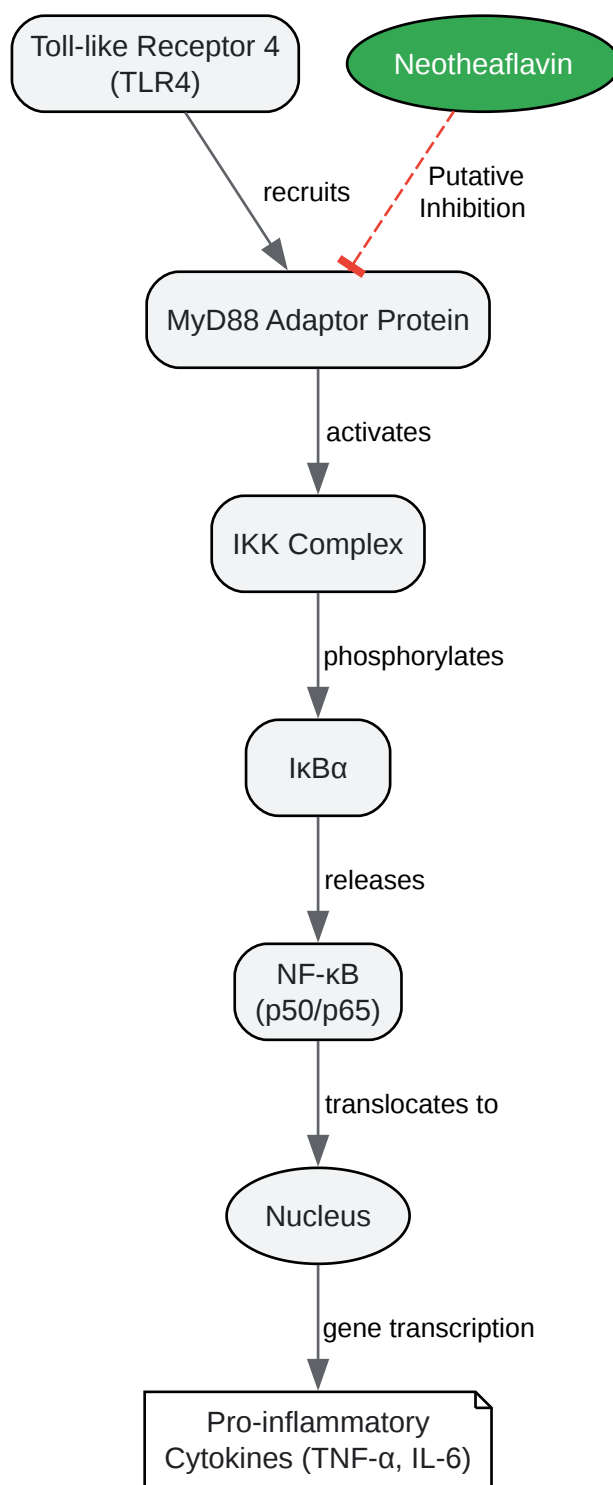 Toll-like Receptor 4
(TLR4)
Neotheaflavin
recruits
Putative
Inhibition
MyD88 Adaptor Protein
activates
IKK Complex
phosphorylates
IκBα
releases
NF-κB
(p50/p65)
translocates to
Nucleus
gene transcription
Pro-inflammatory
Cytokines (TNF-α, IL-6)